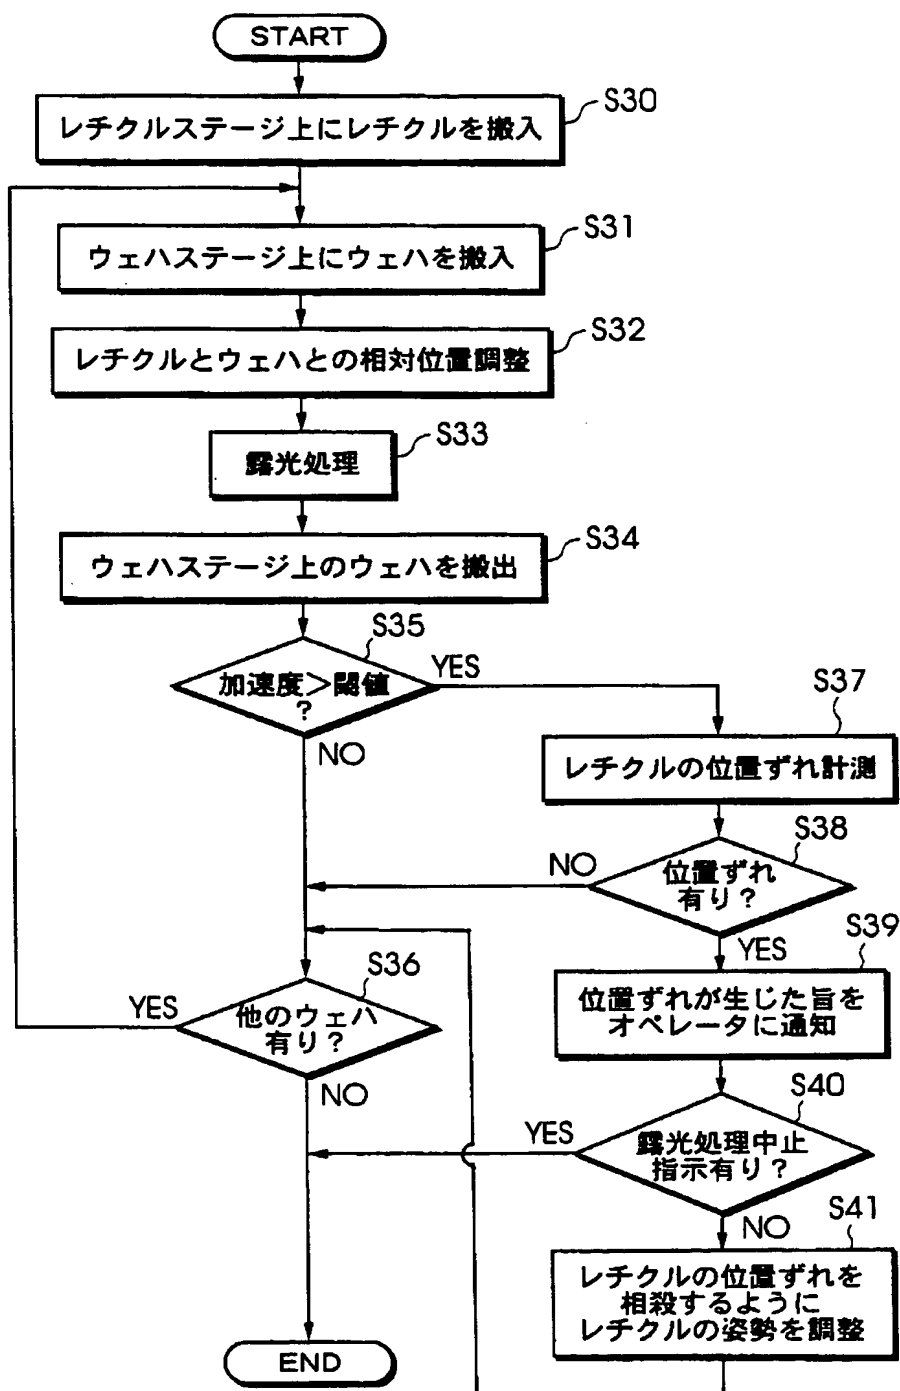 START
S30
レチクルステージ上にレチクルを搬入
S31
ウェハステージ上にウェハを搬入
S32
レチクルとウェハとの相対位置調整
S33
露光処理
S34
ウェハステージ上のウェハを搬出
S35
加速度＞閾値
？
YES
NO
S37
レチクルの位置ずれ計測
S38
位置ずれ
有り？
NO
YES
S39
位置ずれが生じた旨を
オペレータに通知
S36
他のウェハ
有り？
YES
NO
S40
露光処理中止
指示有り？
YES
NO
S41
レチクルの位置ずれを
相殺するように
レチクルの姿勢を調整
END